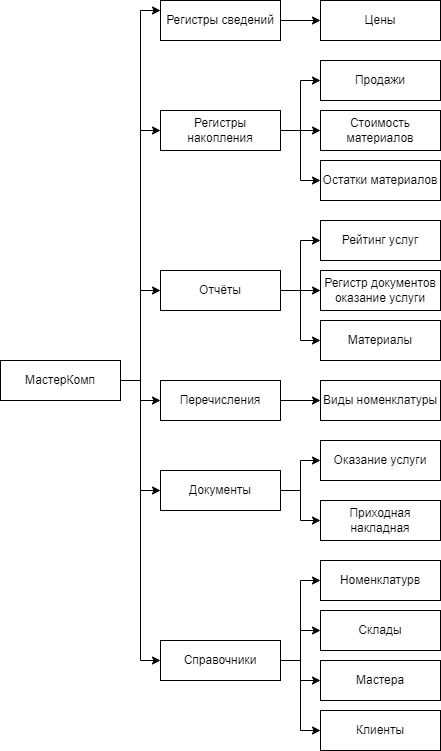 Регистры сведений
Цены
Продажи
Регистры
накопления
Стоимость
материалов
Остатки материалов
Рейтинг услуг
Отчёты
Регистр документов
оказание услуги
Материалы
МастерКомп
Перечисления
Виды номенклатуры
Оказание услуги
Документы
Приходная
накладная
Номенклатурв
Склады
Справочники
Мастера
Клиенты